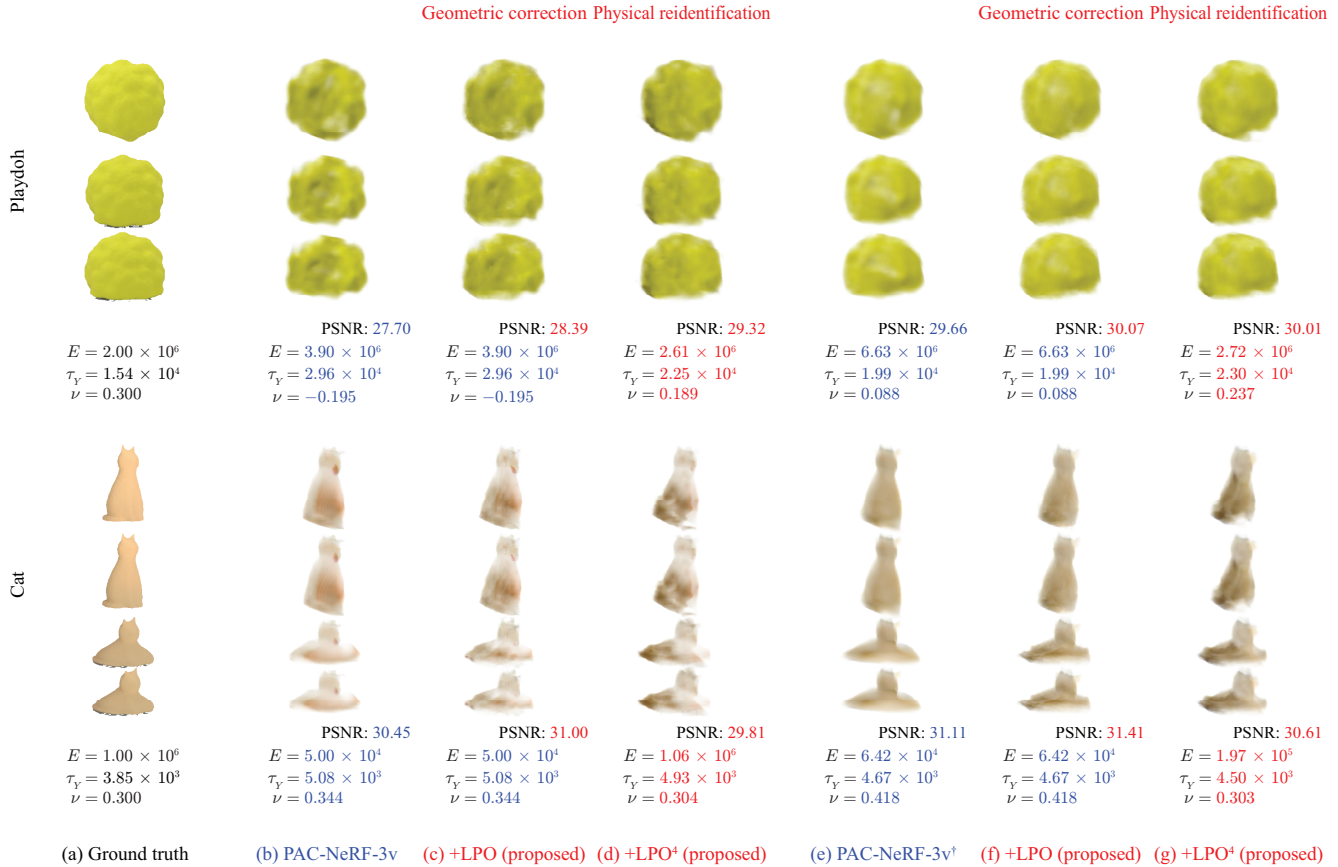 Geometric correction Physical reidentification Geometric correction Physical reidentification
Playdoh
PSNR: 27.70 PSNR: 28.39 PSNR: 29.32 PSNR: 29.66 PSNR: 30.07 PSNR: 30.01
E = 2.00 × 10⁶ E = 3.90 × 10⁶ E = 3.90 × 10⁶ E = 2.61 × 10⁶ E = 6.63 × 10⁶ E = 6.63 × 10⁶ E = 2.72 × 10⁶
τ_Y = 1.54 × 10⁴ τ_Y = 2.96 × 10⁴ τ_Y = 2.96 × 10⁴ τ_Y = 2.25 × 10⁴ τ_Y = 1.99 × 10⁴ τ_Y = 1.99 × 10⁴ τ_Y = 2.30 × 10⁴
ν = 0.300 ν = −0.195 ν = −0.195 ν = 0.189 ν = 0.088 ν = 0.088 ν = 0.237
Cat
PSNR: 30.45 PSNR: 31.00 PSNR: 29.81 PSNR: 31.11 PSNR: 31.41 PSNR: 30.61
E = 1.00 × 10⁶ E = 5.00 × 10⁴ E = 5.00 × 10⁴ E = 1.06 × 10⁶ E = 6.42 × 10⁴ E = 6.42 × 10⁴ E = 1.97 × 10⁵
τ_Y = 3.85 × 10³ τ_Y = 5.08 × 10³ τ_Y = 5.08 × 10³ τ_Y = 4.93 × 10³ τ_Y = 4.67 × 10³ τ_Y = 4.67 × 10³ τ_Y = 4.50 × 10³
ν = 0.300 ν = 0.344 ν = 0.344 ν = 0.304 ν = 0.418 ν = 0.418 ν = 0.303
(a) Ground truth (b) PAC-NeRF-3v (c) +LPO (proposed) (d) +LPO⁴ (proposed) (e) PAC-NeRF-3v† (f) +LPO (proposed) (g) +LPO⁴ (proposed)